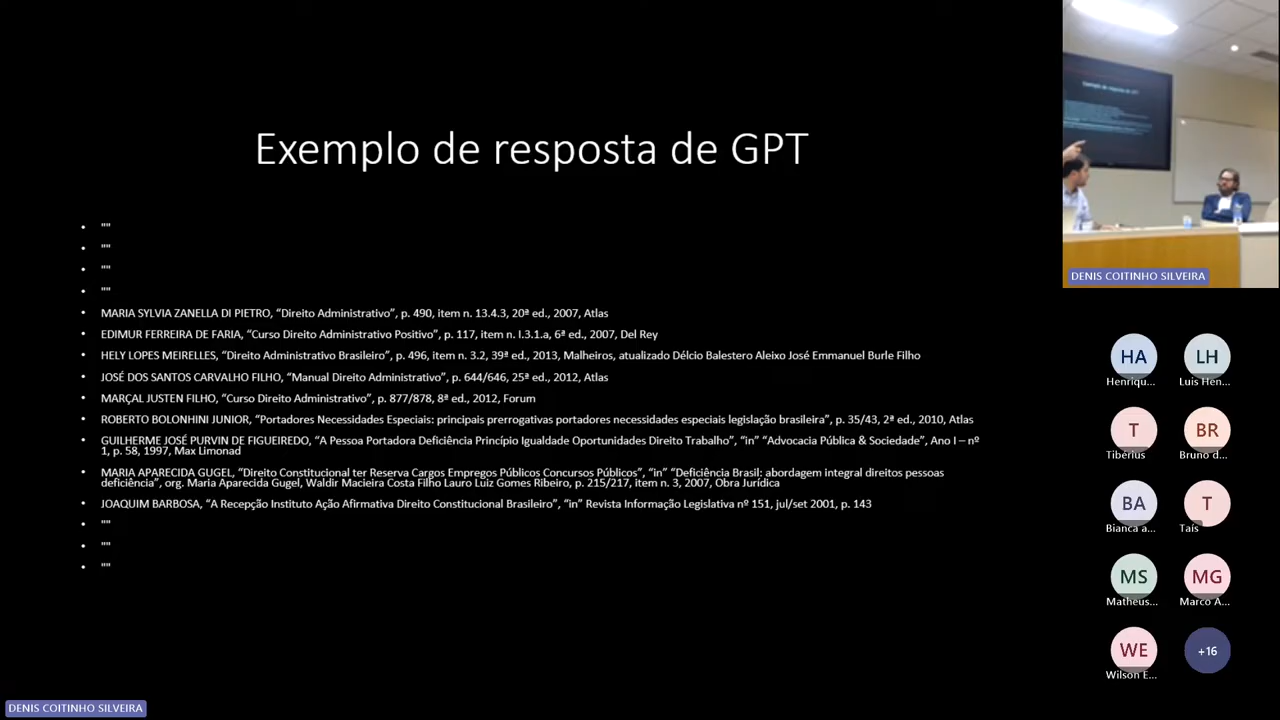 Exemplo de resposta de GPT
• ""
• ""
• ""
• ""
• MARIA SYLVIA ZANELLA DI PIETRO, “Direito Administrativo”, p. 490, item n. 13.4.3, 20ª ed., 2007, Atlas
• EDIMUR FERREIRA DE FARIA, “Curso Direito Administrativo Positivo”, p. 117, item n. I.3.1.a, 6ª ed., 2007, Del Rey
• HELY LOPES MEIRELLES, “Direito Administrativo Brasileiro”, p. 496, item n. 3.2, 39ª ed., 2013, Malheiros, atualizado Délcio Balestero Aleixo José Emmanuel Burle Filho
• JOSÉ DOS SANTOS CARVALHO FILHO, “Manual Direito Administrativo”, p. 644/646, 25ª ed., 2012, Atlas
• MARÇAL JUSTEN FILHO, “Curso Direito Administrativo”, p. 877/878, 8ª ed., 2012, Forum
• ROBERTO BOLONHINI JUNIOR, “Portadores Necessidades Especiais: principais prerrogativas portadores necessidades especiais legislação brasileira”, p. 35/43, 2ª ed., 2010, Atlas
• GUILHERME JOSÉ PURVIN DE FIGUEIREDO, “A Pessoa Portadora Deficiência Princípio Igualdade Oportunidades Direito Trabalho”, “in” “Advocacia Pública & Sociedade”, Ano I – nº
1, p. 58, 1997, Max Limonad
• MARIA APARECIDA GUGEL, “Direito Constitucional ter Reserva Cargos Empregos Públicos Concursos Públicos”, “in” “Deficiência Brasil: abordagem integral direitos pessoas
deficiência”, org. Maria Aparecida Gugel, Waldir Macieira Costa Filho Lauro Luiz Gomes Ribeiro, p. 215/217, item n. 3, 2007, Obra Jurídica
• JOAQUIM BARBOSA, “A Recepção Instituto Ação Afirmativa Direito Constitucional Brasileiro”, “in” Revista Informação Legislativa nº 151, jul/set 2001, p. 143
• ""
• ""
• ""
DENIS COITINHO SILVEIRA
DENIS COITINHO SILVEIRA
HA
Henriqu...
LH
Luis Hen...
T
Tibérius
BR
Bruno d...
BA
Bianca a...
T
Taís
MS
Matheus...
MG
Marco A...
WE
Wilson E...
+16